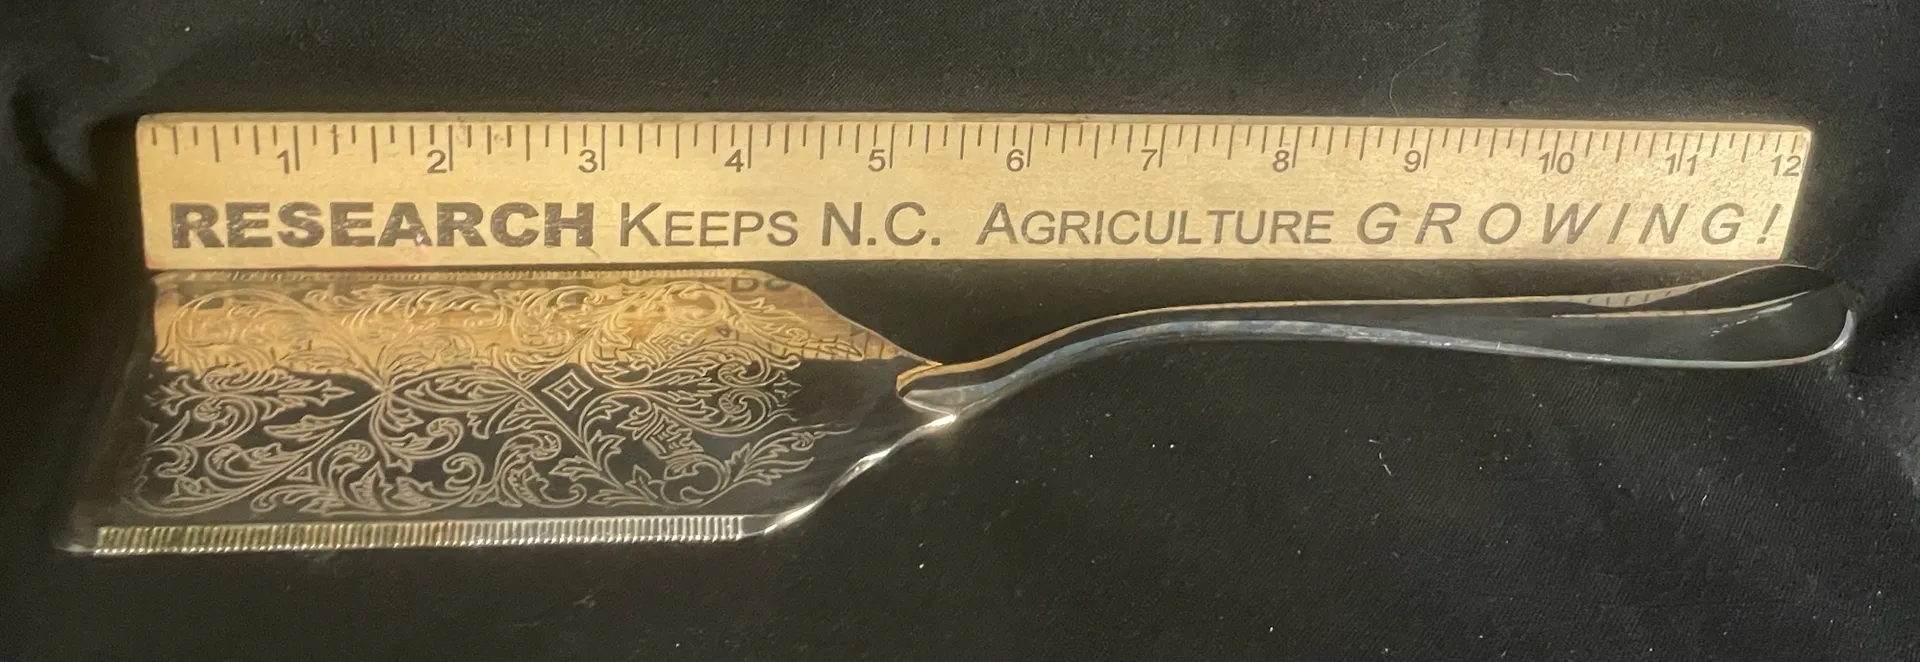 1 2 3 4 5 6 7 8 9 10 11 12
RESEARCH KEEPS N.C. AGRICULTURE GROWING!